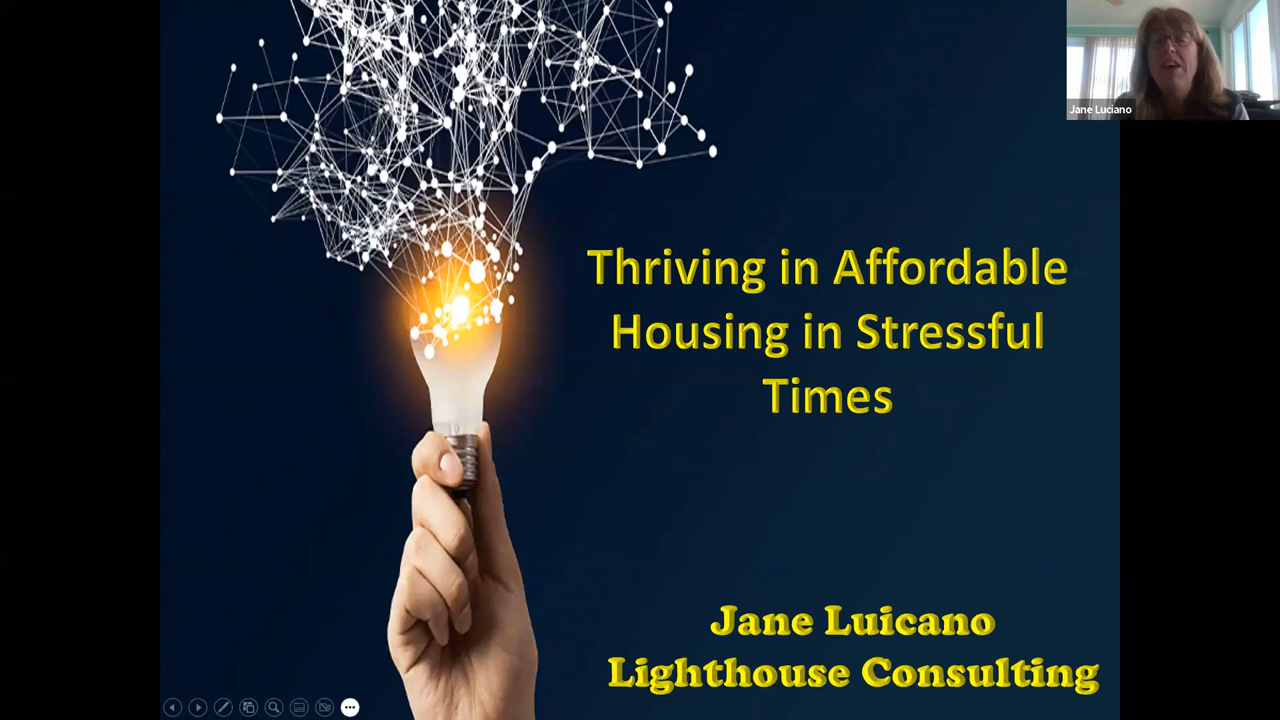 Jane Luciano
Thriving in Affordable
Housing in Stressful
Times
Jane Luicano
Lighthouse Consulting